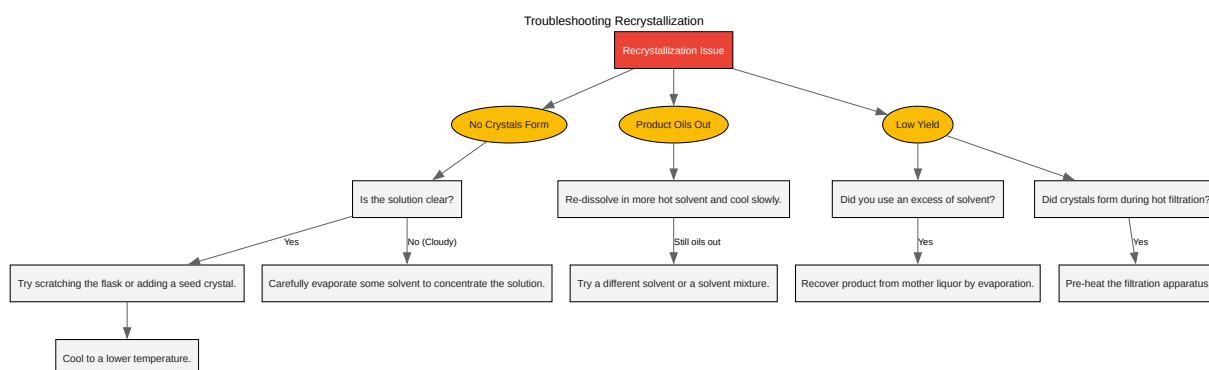 Troubleshooting Recrystallization
Recrystallization Issue
No Crystals Form
Product Oils Out
Low Yield
Is the solution clear?
Re-dissolve in more hot solvent and cool slowly.
Did you use an excess of solvent?
Did crystals form during hot filtration?
Yes
No (Cloudy)
Still oils out
Yes
Yes
Try scratching the flask or adding a seed crystal.
Carefully evaporate some solvent to concentrate the solution.
Try a different solvent or a solvent mixture.
Recover product from mother liquor by evaporation.
Pre-heat the filtration apparatus
Cool to a lower temperature.